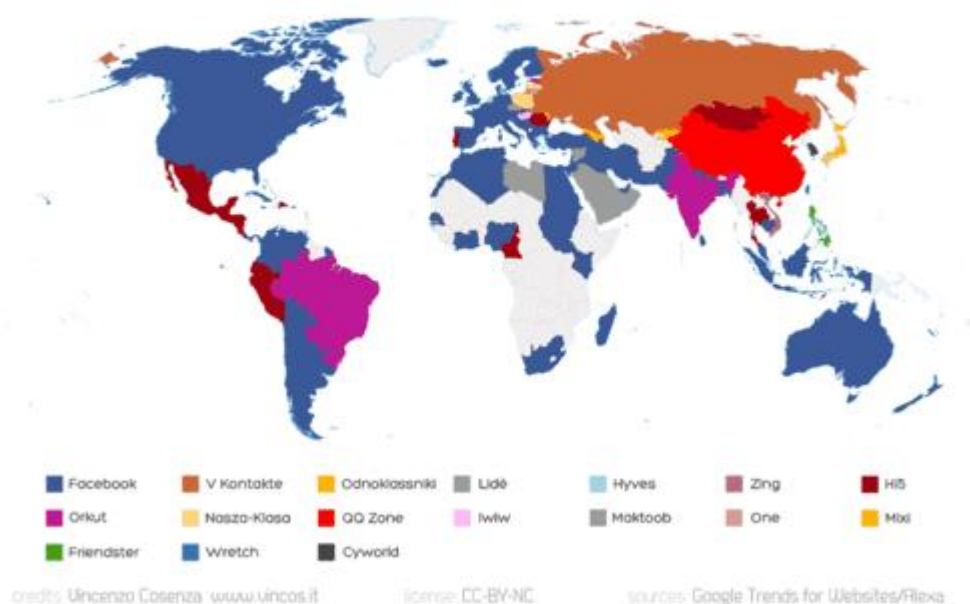 Facebook V Kontakte Odnoklassniki Lidé Hyves Zing Hi5
Orkut Nasza-Klasa QQ Zone Iwiw Maktoob One Mixi
Friendster Wretch Cyworld
credits: Vincenzo Cosenza www.vincos.it license: CC-BY-NC sources: Google Trends for Websites/Alexa